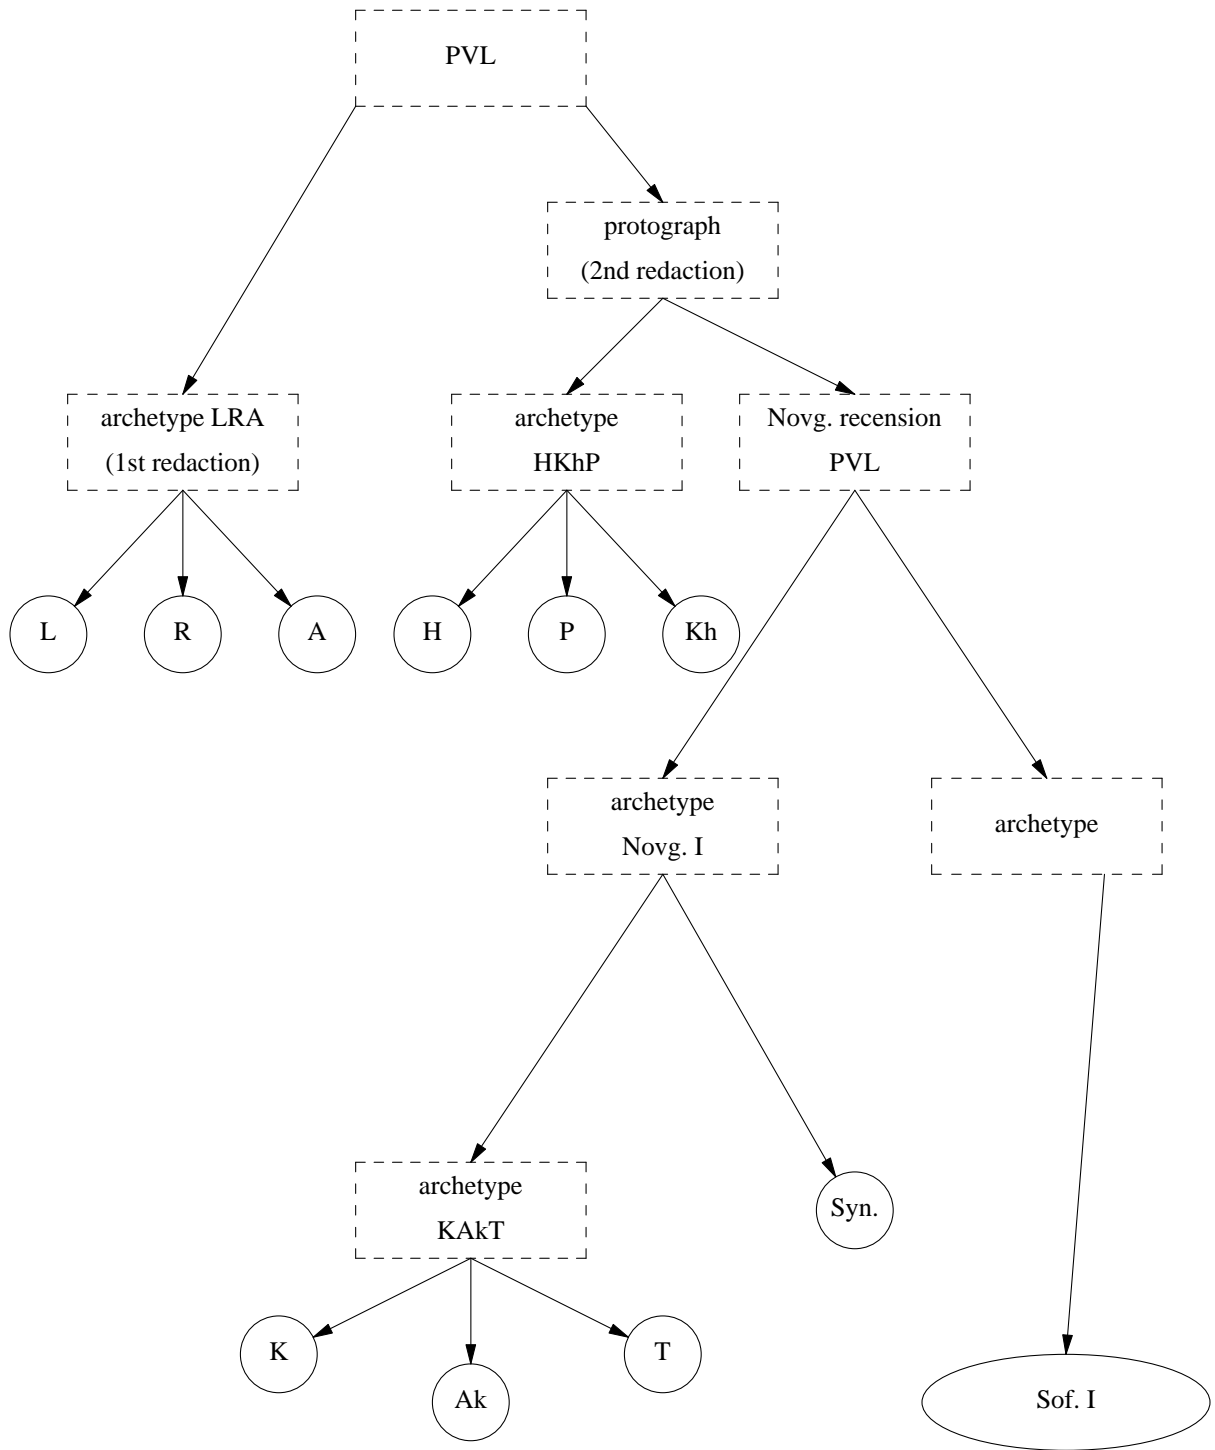 PVL
protograph
(2nd redaction)
archetype LRA
(1st redaction)
archetype
HKhP
Novg. recension
PVL
L
R
A
H
P
Kh
archetype
Novg. I
archetype
archetype
KAkT
Syn.
K
Ak
T
Sof. I